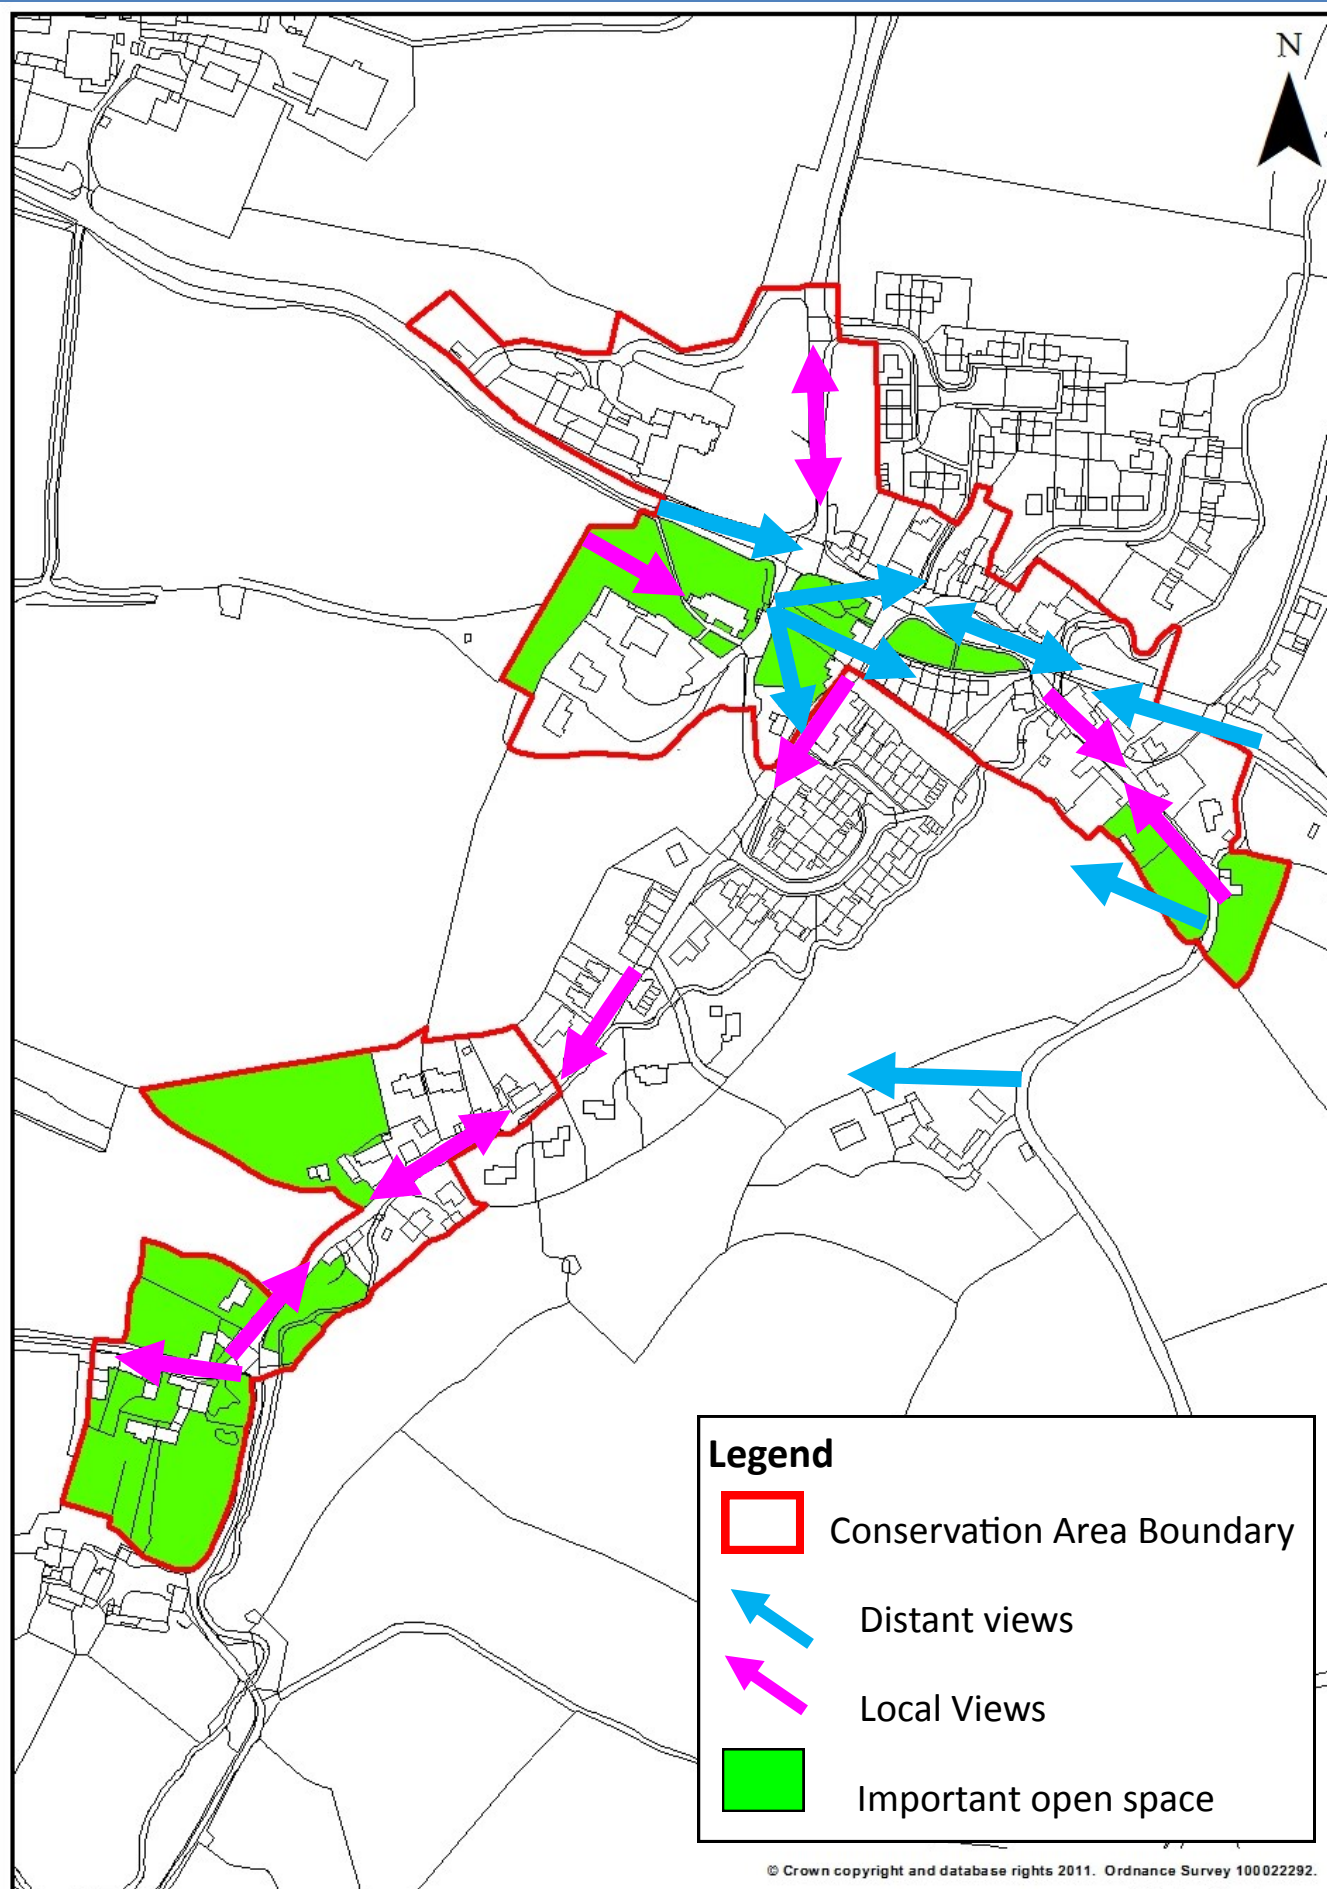 N
Legend
Conservation Area Boundary
Distant views
Local Views
Important open space
© Crown copyright and database rights 2011. Ordnance Survey 100022292.